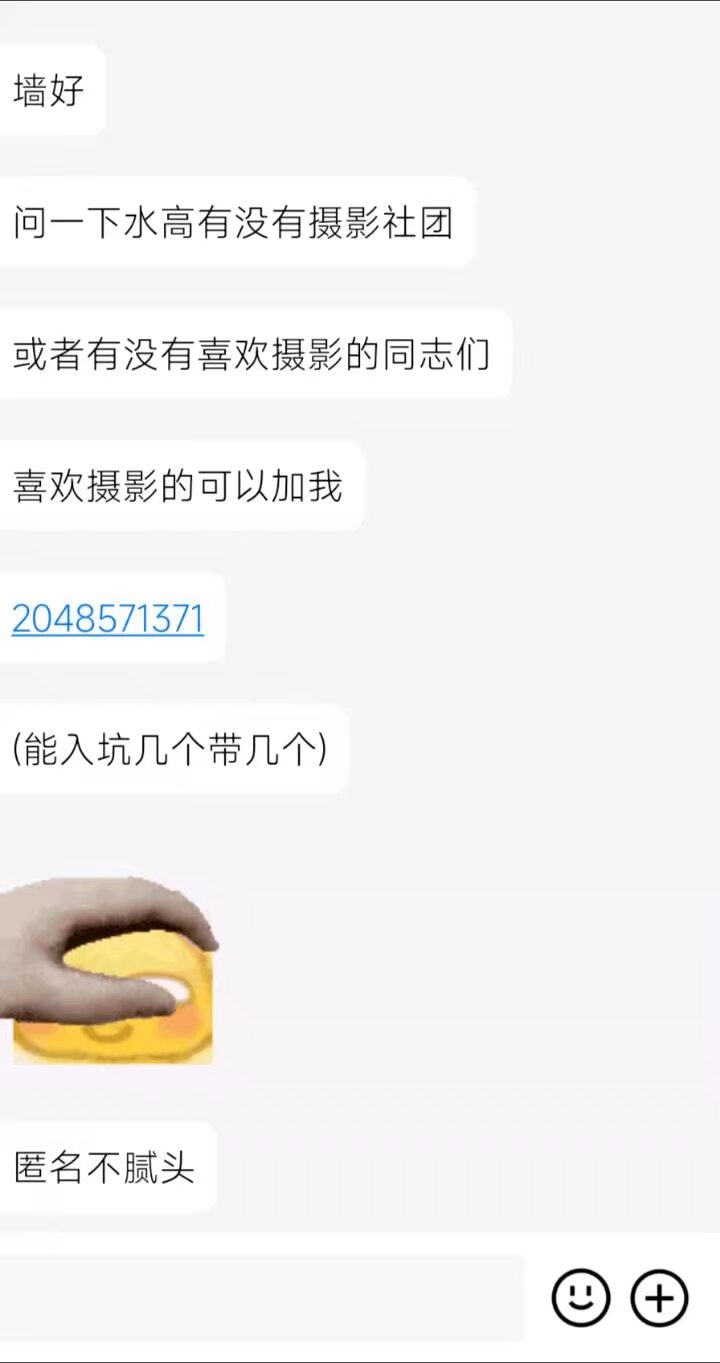 墙好
问一下水高有没有摄影社团
或者有没有喜欢摄影的同志们
喜欢摄影的可以加我
2048571371
(能入坑几个带几个)
匿名不腻头